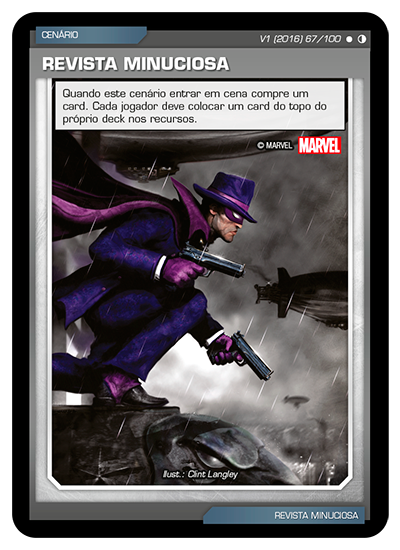 CENÁRIO
V1 (2016) 67/100
REVISTA MINUCIOSA
Quando este cenário entrar em cena compre um
card. Cada jogador deve colocar um card do topo do
próprio deck nos recursos.
© MARVEL MARVEL
Ilust.: Clint Langley
REVISTA MINUCIOSA